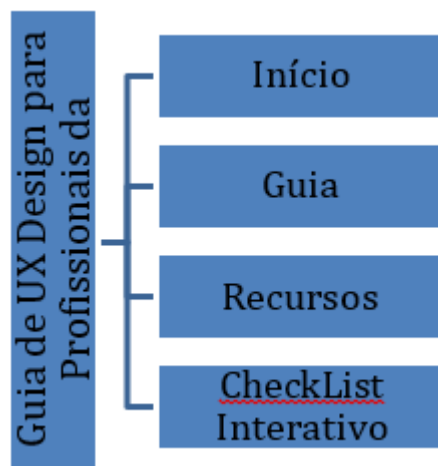 Guia de UX Design para
Profissionais da
Início
Guia
Recursos
CheckList
Interativo